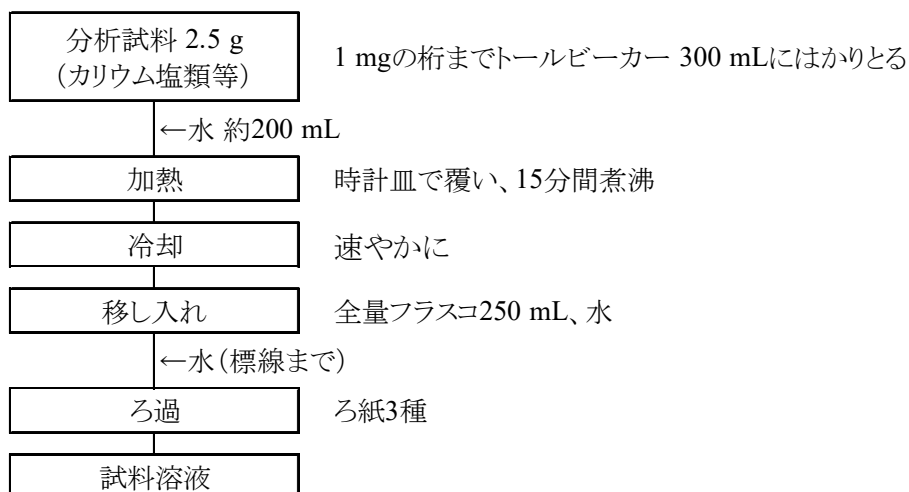 分析試料 2.5 g
（カリウム塩類等）
1 mgの桁までトールビーカー 300 mLにはかりとる
←水 約200 mL
加熱
時計皿で覆い、15分間煮沸
冷却
速やかに
移し入れ
全量フラスコ250 mL、水
←水（標線まで）
ろ過
ろ紙3種
試料溶液